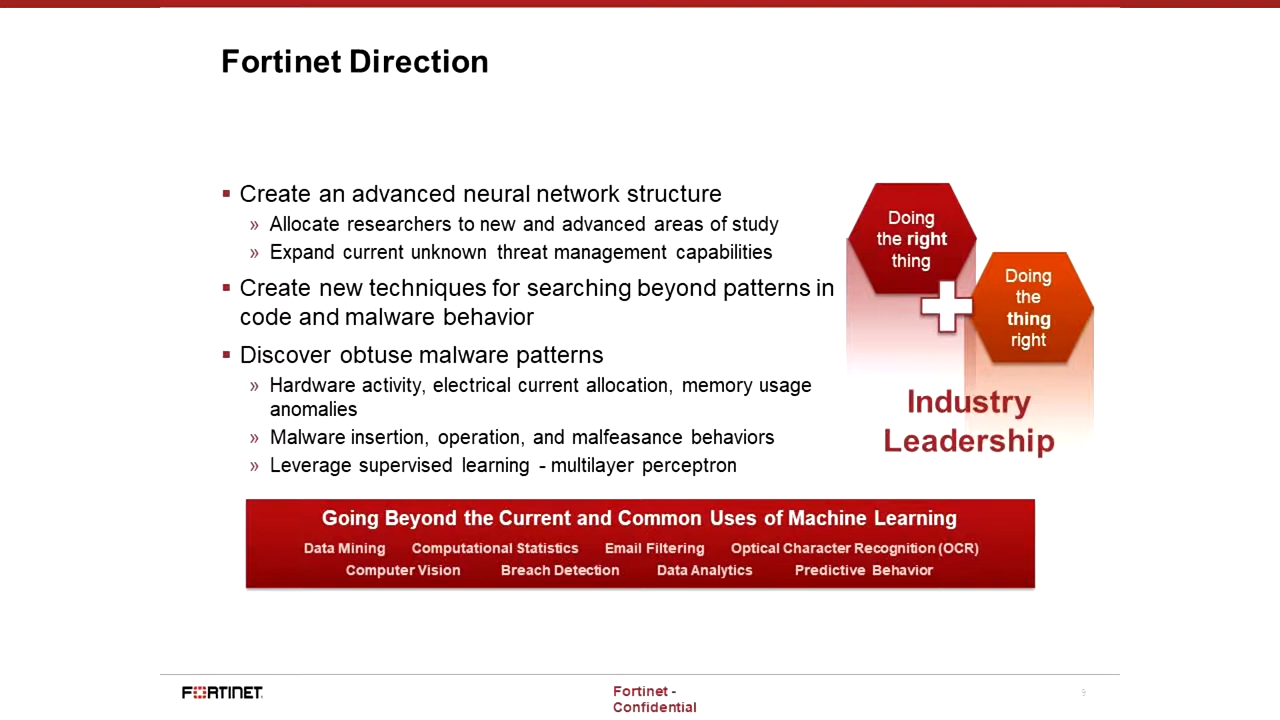 Fortinet Direction
▪ Create an advanced neural network structure
» Allocate researchers to new and advanced areas of study
» Expand current unknown threat management capabilities
▪ Create new techniques for searching beyond patterns in
code and malware behavior
▪ Discover obtuse malware patterns
» Hardware activity, electrical current allocation, memory usage
anomalies
» Malware insertion, operation, and malfeasance behaviors
» Leverage supervised learning - multilayer perceptron
Doing
the right
thing
Doing
the
thing
right
Industry
Leadership
Going Beyond the Current and Common Uses of Machine Learning
Data Mining Computational Statistics Email Filtering Optical Character Recognition (OCR)
Computer Vision Breach Detection Data Analytics Predictive Behavior
FORTINET
Fortinet -
Confidential